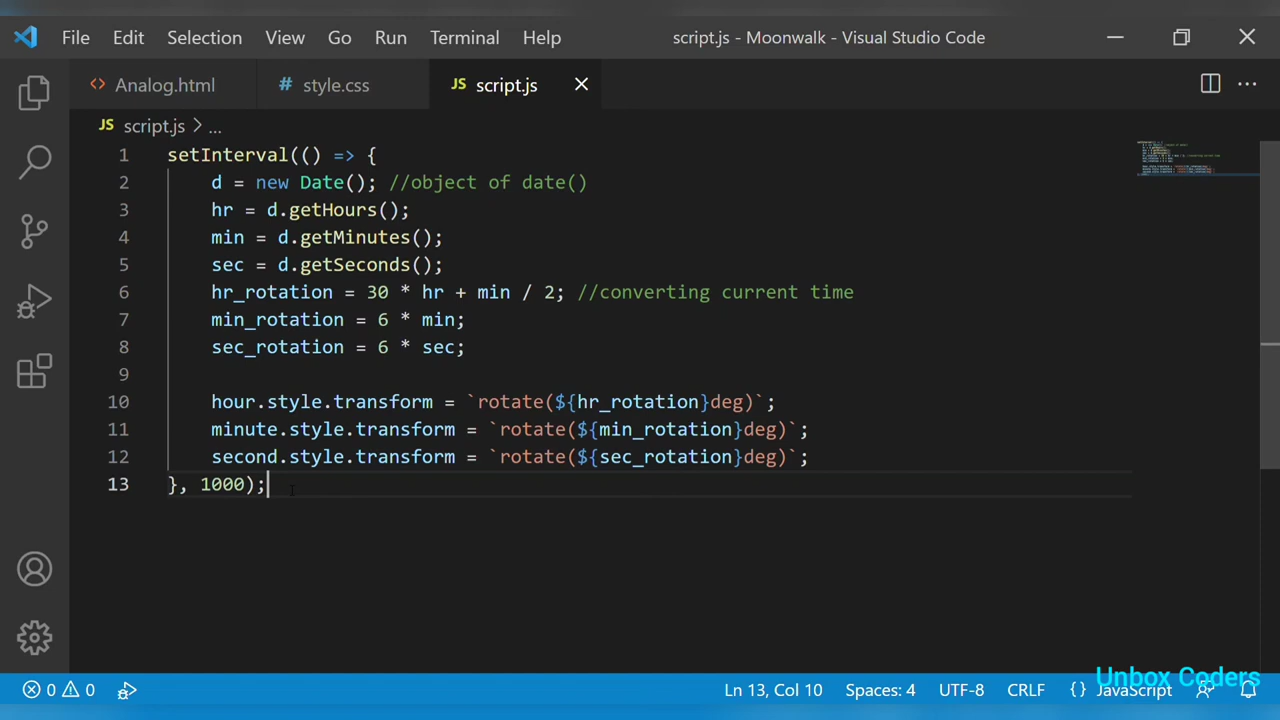 File Edit Selection View Go Run Terminal Help script.js - Moonwalk - Visual Studio Code
<> Analog.html # style.css JS script.js
JS script.js > ...
1 setInterval(() => {
2 d = new Date(); //object of date()
3 hr = d.getHours();
4 min = d.getMinutes();
5 sec = d.getSeconds();
6 hr_rotation = 30 * hr + min / 2; //converting current time
7 min_rotation = 6 * min;
8 sec_rotation = 6 * sec;
9
10 hour.style.transform = `rotate(${hr_rotation}deg)`;
11 minute.style.transform = `rotate(${min_rotation}deg)`;
12 second.style.transform = `rotate(${sec_rotation}deg)`;
13 }, 1000);
Unbox Coders
0 0 Ln 13, Col 10 Spaces: 4 UTF-8 CRLF {} JavaScript